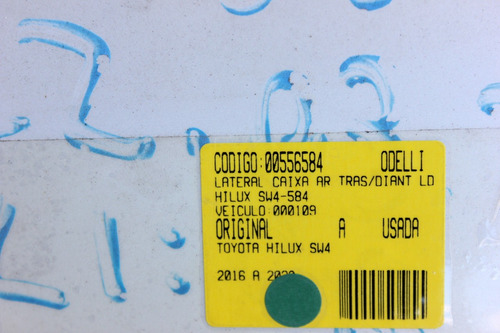 CODIGO:00556584 ODELLI
LATERAL CAIXA AR TRAS/DIANT LD
HILUX SW4-584
VEICULO:000109
ORIGINAL A USADA
TOYOTA HILUX SW4
2016 A